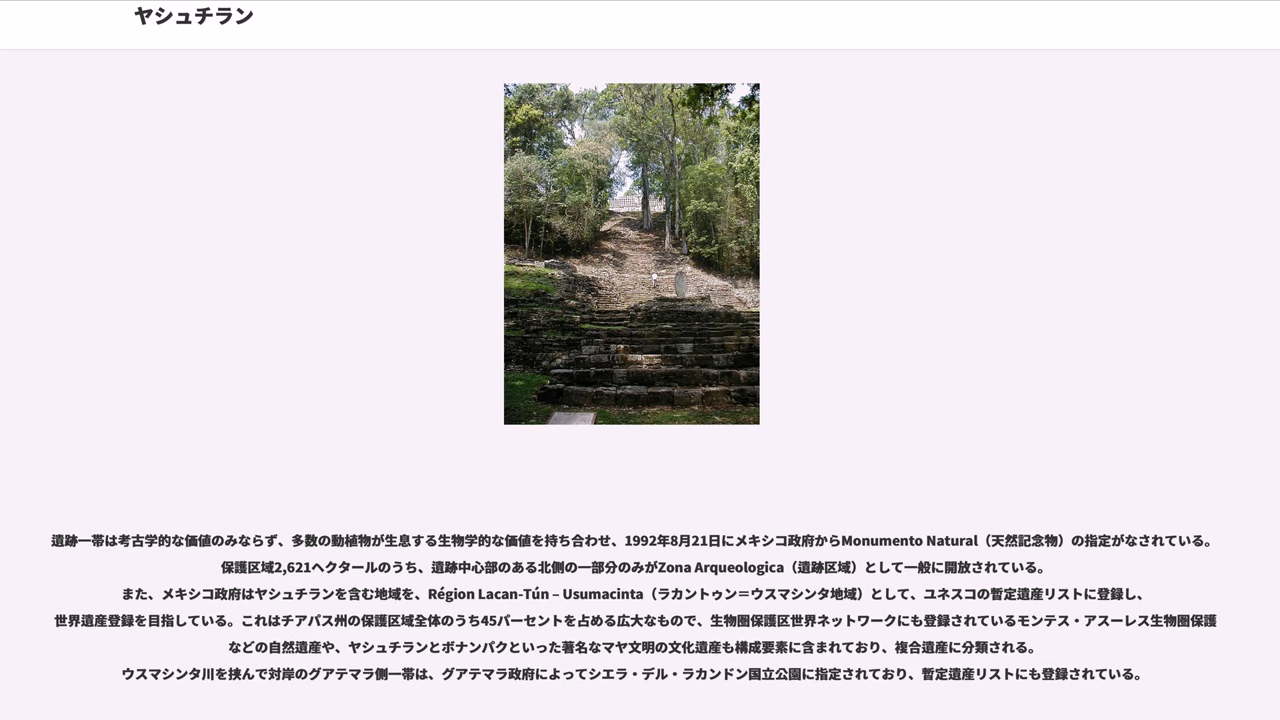 ヤシュチラン
遺跡一帯は考古学的な価値のみならず、多数の動植物が生息する生物学的な価値を持ち合わせ、1992年8月21日にメキシコ政府からMonumento Natural（天然記念物）の指定がなされている。
保護区域2,621ヘクタールのうち、遺跡中心部のある北側の一部分のみがZona Arqueologica（遺跡区域）として一般に開放されている。
また、メキシコ政府はヤシュチランを含む地域を、Région Lacan-Tún – Usumacinta（ラカントゥン＝ウスマシンタ地域）として、ユネスコの暫定遺産リストに登録し、
世界遺産登録を目指している。これはチアパス州の保護区域全体のうち45パーセントを占める広大なもので、生物圏保護区世界ネットワークにも登録されているモンテス・アスーレス生物圏保護
などの自然遺産や、ヤシュチランとボナンパクといった著名なマヤ文明の文化遺産も構成要素に含まれており、複合遺産に分類される。
ウスマシンタ川を挟んで対岸のグアテマラ側一帯は、グアテマラ政府によってシエラ・デル・ラカンドン国立公園に指定されており、暫定遺産リストにも登録されている。